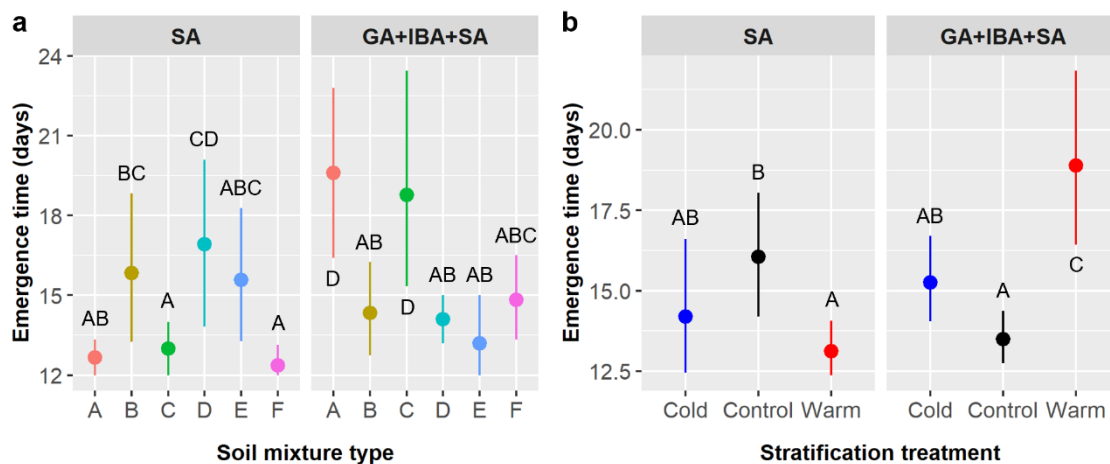 a
SA
GA+IBA+SA
Emergence time (days)
24
21
18
15
12
AB
BC
A
CD
ABC
A
D
AB
D
AB
AB
ABC
A B C D E F
A B C D E F
Soil mixture type
b
SA
GA+IBA+SA
Emergence time (days)
20.0
17.5
15.0
12.5
AB
B
A
AB
A
C
Cold Control Warm
Cold Control Warm
Stratification treatment